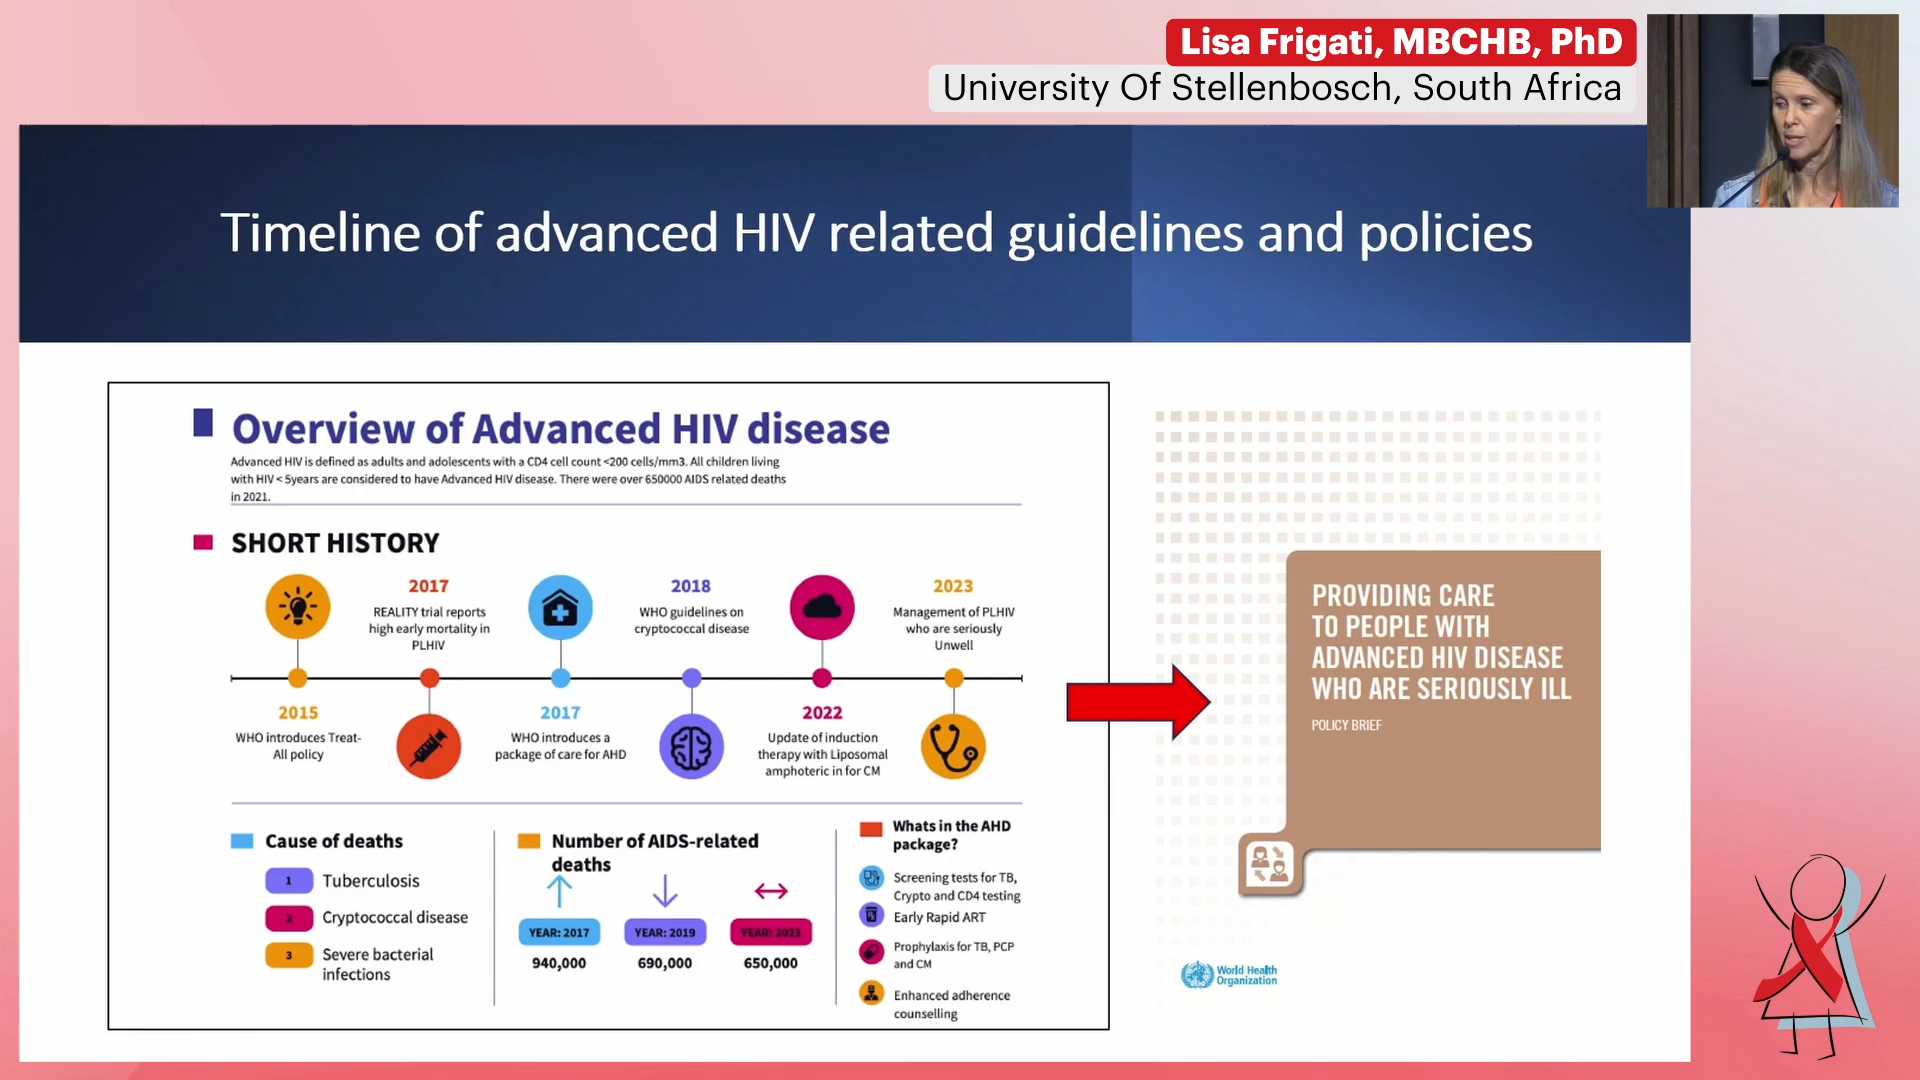 Lisa Frigati, MBCHB, PhD
University Of Stellenbosch, South Africa
Timeline of advanced HIV related guidelines and policies
Overview of Advanced HIV disease
Advanced HIV is defined as adults and adolescents with a CD4 cell count <200 cells/mm3. All children living
with HIV < 5years are considered to have Advanced HIV disease. There were over 650000 AIDS related deaths
in 2021.
SHORT HISTORY
2017
REALITY trial reports
high early mortality in
PLHIV
2018
WHO guidelines on
cryptococcal disease
2023
Management of PLHIV
who are seriously
Unwell
2015
WHO introduces Treat-
All policy
2017
WHO introduces a
package of care for AHD
2022
Update of induction
therapy with Liposomal
amphoteric in for CM
Cause of deaths
1
Tuberculosis
2
Cryptococcal disease
3
Severe bacterial
infections
Number of AIDS-related
deaths
YEAR: 2017
YEAR: 2019
YEAR: 2021
940,000
690,000
650,000
Whats in the AHD
package?
Screening tests for TB,
Crypto and CD4 testing
Early Rapid ART
Prophylaxis for TB, PCP
and CM
Enhanced adherence
counselling
PROVIDING CARE
TO PEOPLE WITH
ADVANCED HIV DISEASE
WHO ARE SERIOUSLY ILL
POLICY BRIEF
World Health
Organization